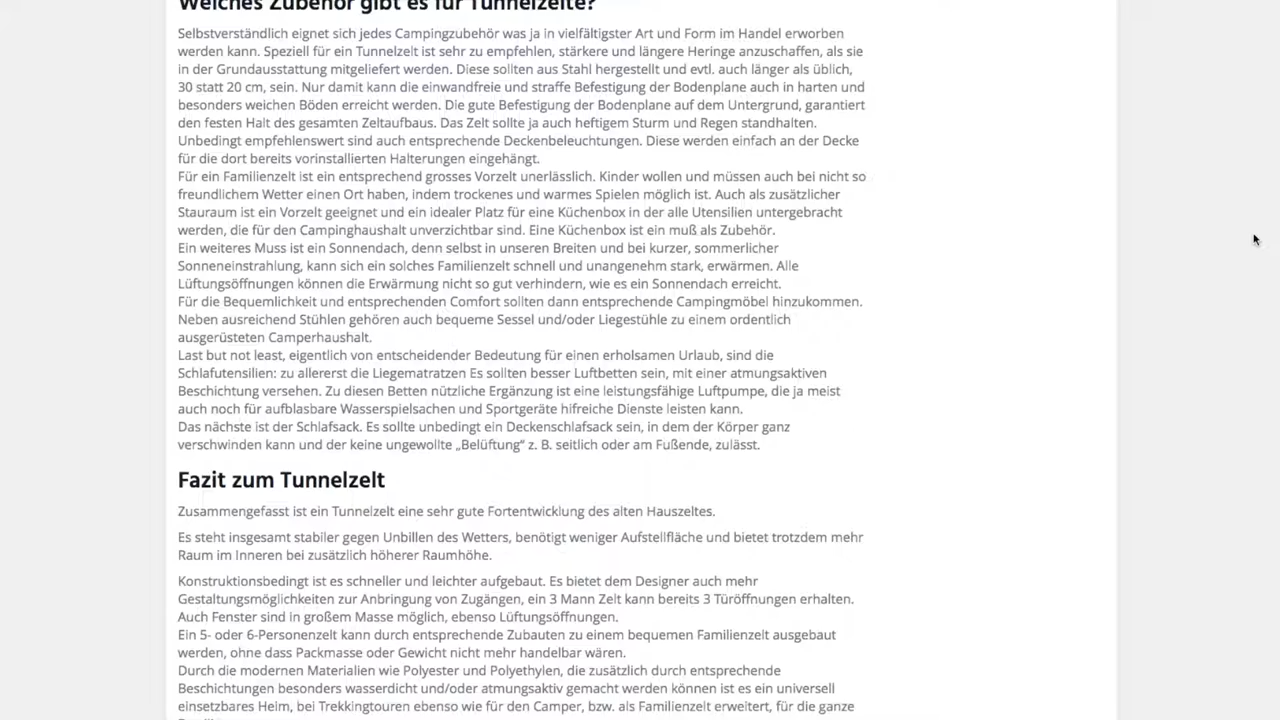 Welches Zubehör gibt es für Tunnelzelte?
Selbstverständlich eignet sich jedes Campingzubehör was ja in vielfältigster Art und Form im Handel erworben
werden kann. Speziell für ein Tunnelzelt ist sehr zu empfehlen, stärkere und längere Heringe anzuschaffen, als sie
in der Grundausstattung mitgeliefert werden. Diese sollten aus Stahl hergestellt und evtl. auch länger als üblich,
30 statt 20 cm, sein. Nur damit kann die einwandfreie und straffe Befestigung der Bodenplane auch in harten und
besonders weichen Böden erreicht werden. Die gute Befestigung der Bodenplane auf dem Untergrund, garantiert
den festen Halt des gesamten Zeltaufbaus. Das Zelt sollte ja auch heftigem Sturm und Regen standhalten.
Unbedingt empfehlenswert sind auch entsprechende Deckenbeleuchtungen. Diese werden einfach an der Decke
für die dort bereits vorinstallierten Halterungen eingehängt.
Für ein Familienzelt ist ein entsprechend grosses Vorzelt unerlässlich. Kinder wollen und müssen auch bei nicht so
freundlichem Wetter einen Ort haben, indem trockenes und warmes Spielen möglich ist. Auch als zusätzlicher
Stauraum ist ein Vorzelt geeignet und ein idealer Platz für eine Küchenbox in der alle Utensilien untergebracht
werden, die für den Campinghaushalt unverzichtbar sind. Eine Küchenbox ist ein muß als Zubehör.
Ein weiteres Muss ist ein Sonnendach, denn selbst in unseren Breiten und bei kurzer, sommerlicher
Sonneneinstrahlung, kann sich ein solches Familienzelt schnell und unangenehm stark, erwärmen. Alle
Lüftungsöffnungen können die Erwärmung nicht so gut verhindern, wie es ein Sonnendach erreicht.
Für die Bequemlichkeit und entsprechenden Comfort sollten dann entsprechende Campingmöbel hinzukommen.
Neben ausreichend Stühlen gehören auch bequeme Sessel und/oder Liegestühle zu einem ordentlich
ausgerüsteten Camperhaushalt.
Last but not least, eigentlich von entscheidender Bedeutung für einen erholsamen Urlaub, sind die
Schlafutensilien: zu allererst die Liegematratzen Es sollten besser Luftbetten sein, mit einer atmungsaktiven
Beschichtung versehen. Zu diesen Betten nützliche Ergänzung ist eine leistungsfähige Luftpumpe, die ja meist
auch noch für aufblasbare Wasserspielsachen und Sportgeräte hilfreiche Dienste leisten kann.
Das nächste ist der Schlafsack. Es sollte unbedingt ein Deckenschlafsack sein, in dem der Körper ganz
verschwinden kann und der keine ungewollte „Belüftung“ z. B. seitlich oder am Fußende, zulässt.
Fazit zum Tunnelzelt
Zusammengefasst ist ein Tunnelzelt eine sehr gute Fortentwicklung des alten Hauszeltes.
Es steht insgesamt stabiler gegen Unbillen des Wetters, benötigt weniger Aufstellfläche und bietet trotzdem mehr
Raum im Inneren bei zusätzlich höherer Raumhöhe.
Konstruktionsbedingt ist es schneller und leichter aufgebaut. Es bietet dem Designer auch mehr
Gestaltungsmöglichkeiten zur Anbringung von Zugängen, ein 3 Mann Zelt kann bereits 3 Türöffnungen erhalten.
Auch Fenster sind in großem Masse möglich, ebenso Lüftungsöffnungen.
Ein 5- oder 6-Personenzelt kann durch entsprechende Zubauten zu einem bequemen Familienzelt ausgebaut
werden, ohne dass Packmasse oder Gewicht nicht mehr handelbar wären.
Durch die modernen Materialien wie Polyester und Polyethylen, die zusätzlich durch entsprechende
Beschichtungen besonders wasserdicht und/oder atmungsaktiv gemacht werden können ist es ein universell
einsetzbares Heim, bei Trekkingtouren ebenso wie für den Camper, bzw. als Familienzelt erweitert, für die ganze